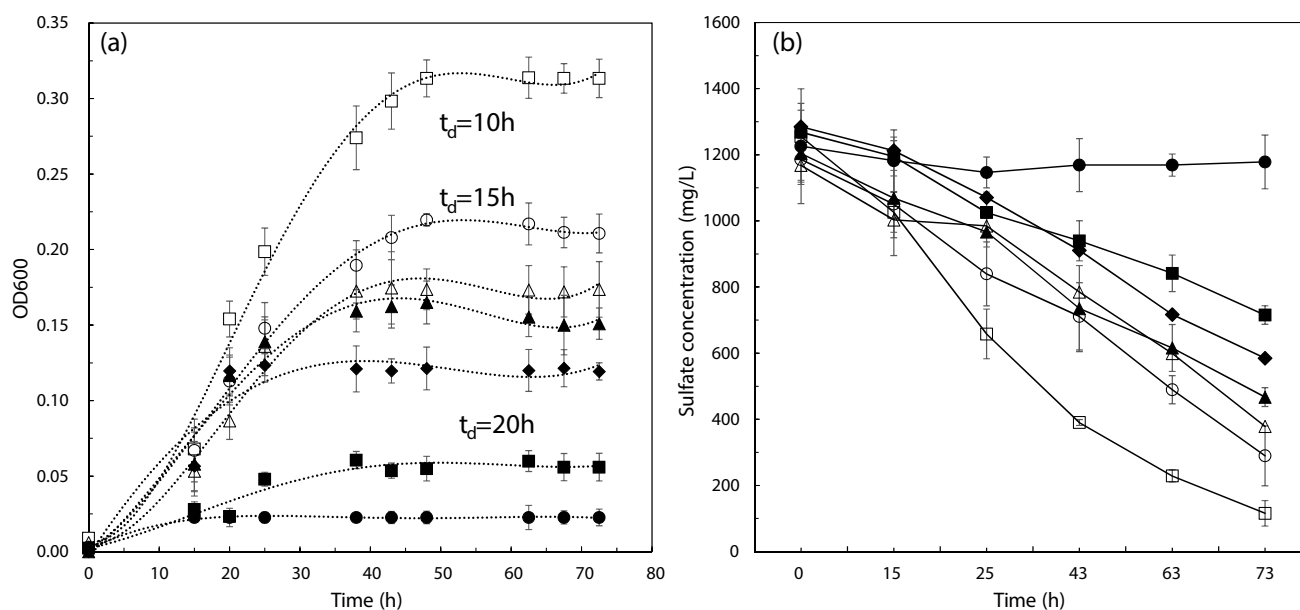 (a)
OD600
0.35
0.30
0.25
0.20
0.15
0.10
0.05
0.00
t_d=10h
t_d=15h
t_d=20h
0 10 20 30 40 50 60 70 80
Time (h)
(b)
Sulfate concentration (mg/L)
1600
1400
1200
1000
800
600
400
200
0
0 15 25 43 63 73
Time (h)